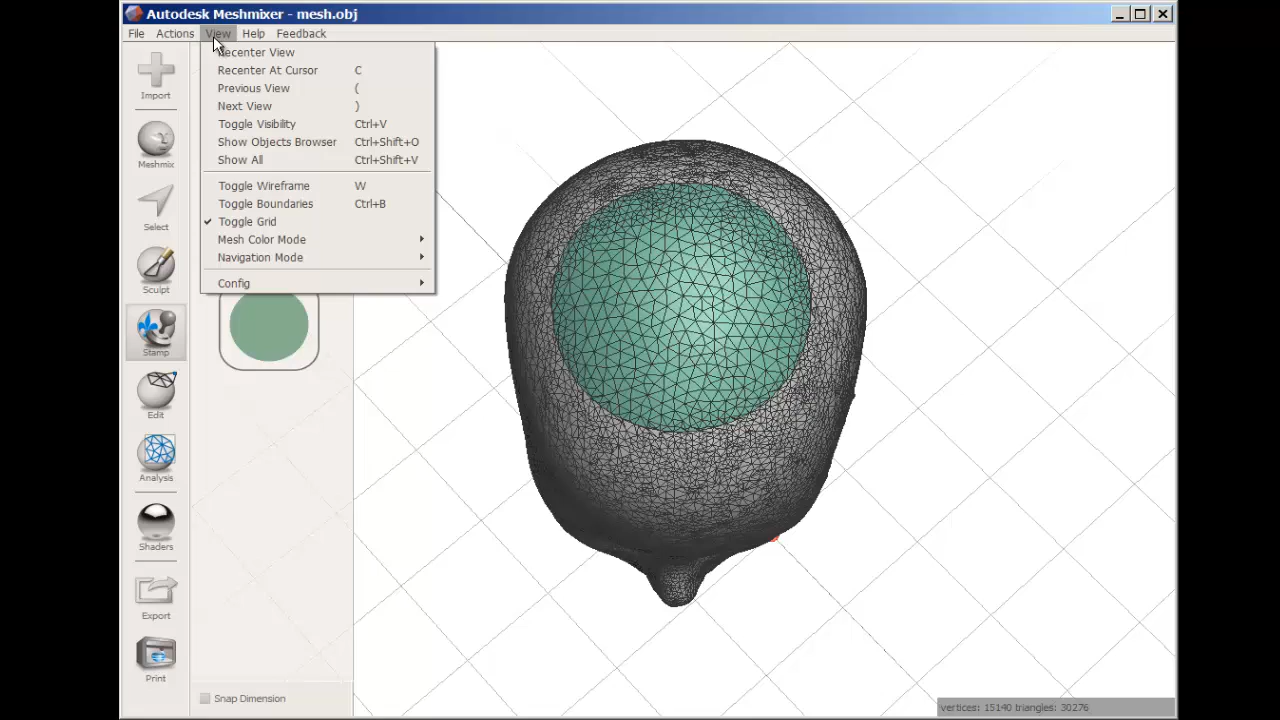 Autodesk Meshmixer - mesh.obj
File Actions View Help Feedback
Recenter View
Recenter At Cursor C
Previous View (
Next View )
Toggle Visibility Ctrl+V
Show Objects Browser Ctrl+Shift+O
Show All Ctrl+Shift+V
Toggle Wireframe W
Toggle Boundaries Ctrl+B
Toggle Grid
Mesh Color Mode
Navigation Mode
Config
Import
Meshmix
Select
Sculpt
Stamp
Edit
Analysis
Shaders
Export
Print
Snap Dimension
vertices: 15140 triangles: 30276